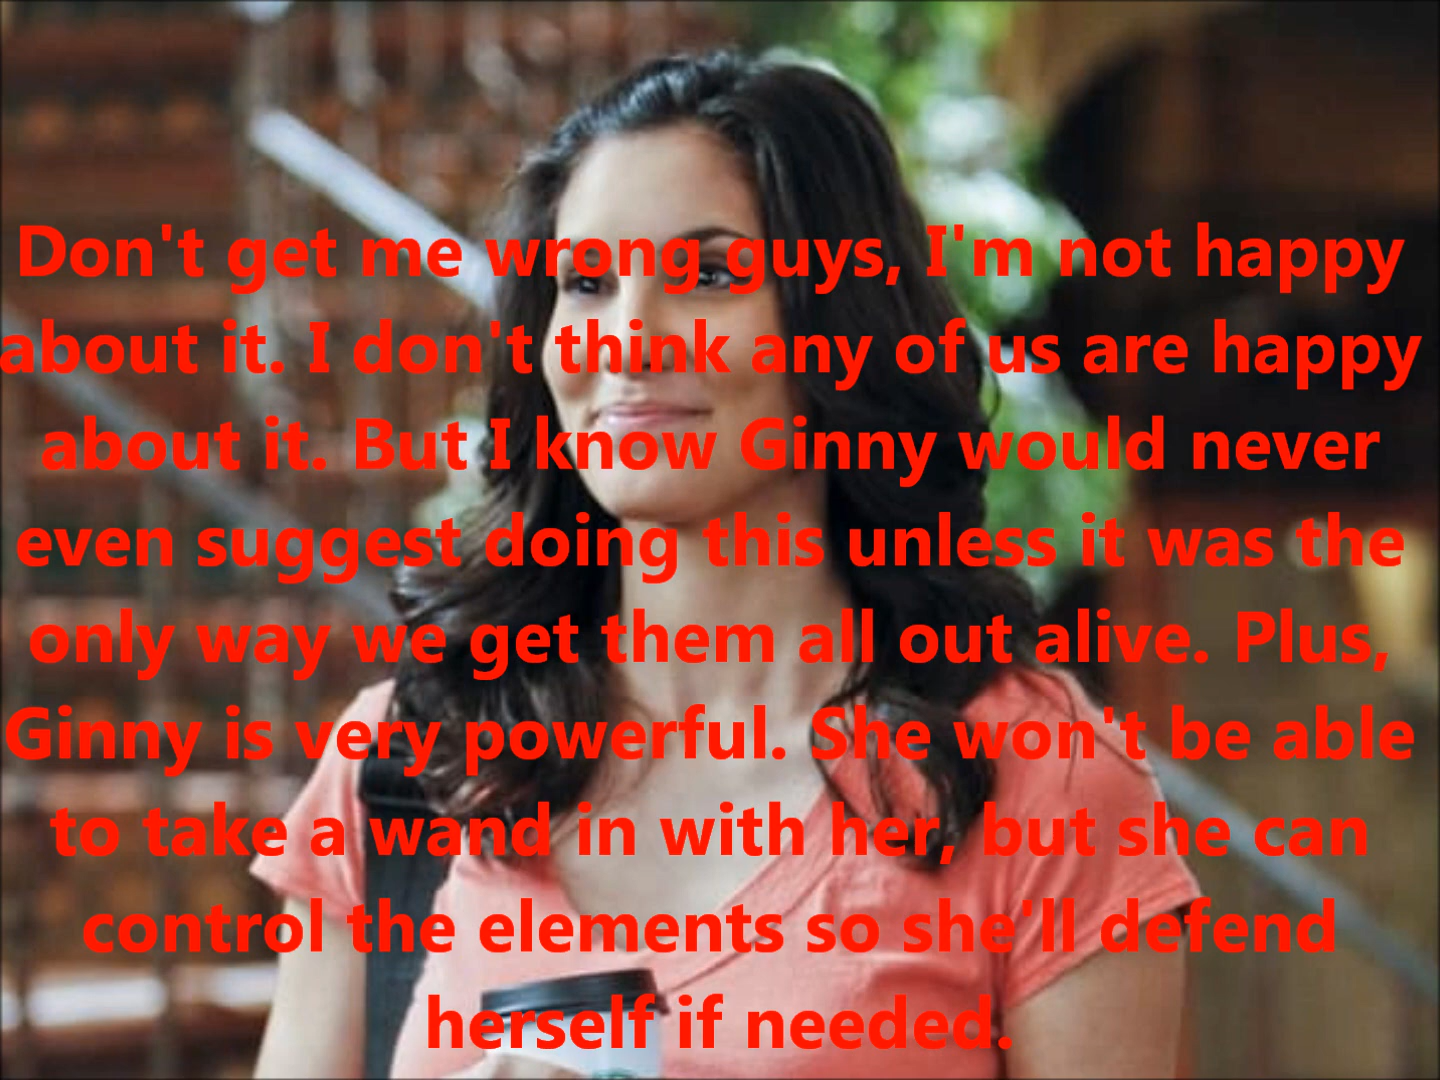 Don't get me wrong guys, I'm not happy
about it. I don't think any of us are happy
about it. But I know Ginny would never
even suggest doing this unless it was the
only way we get them all out alive. Plus,
Ginny is very powerful. She won't be able
to take a wand in with her, but she can
control the elements so she'll defend
herself if needed.